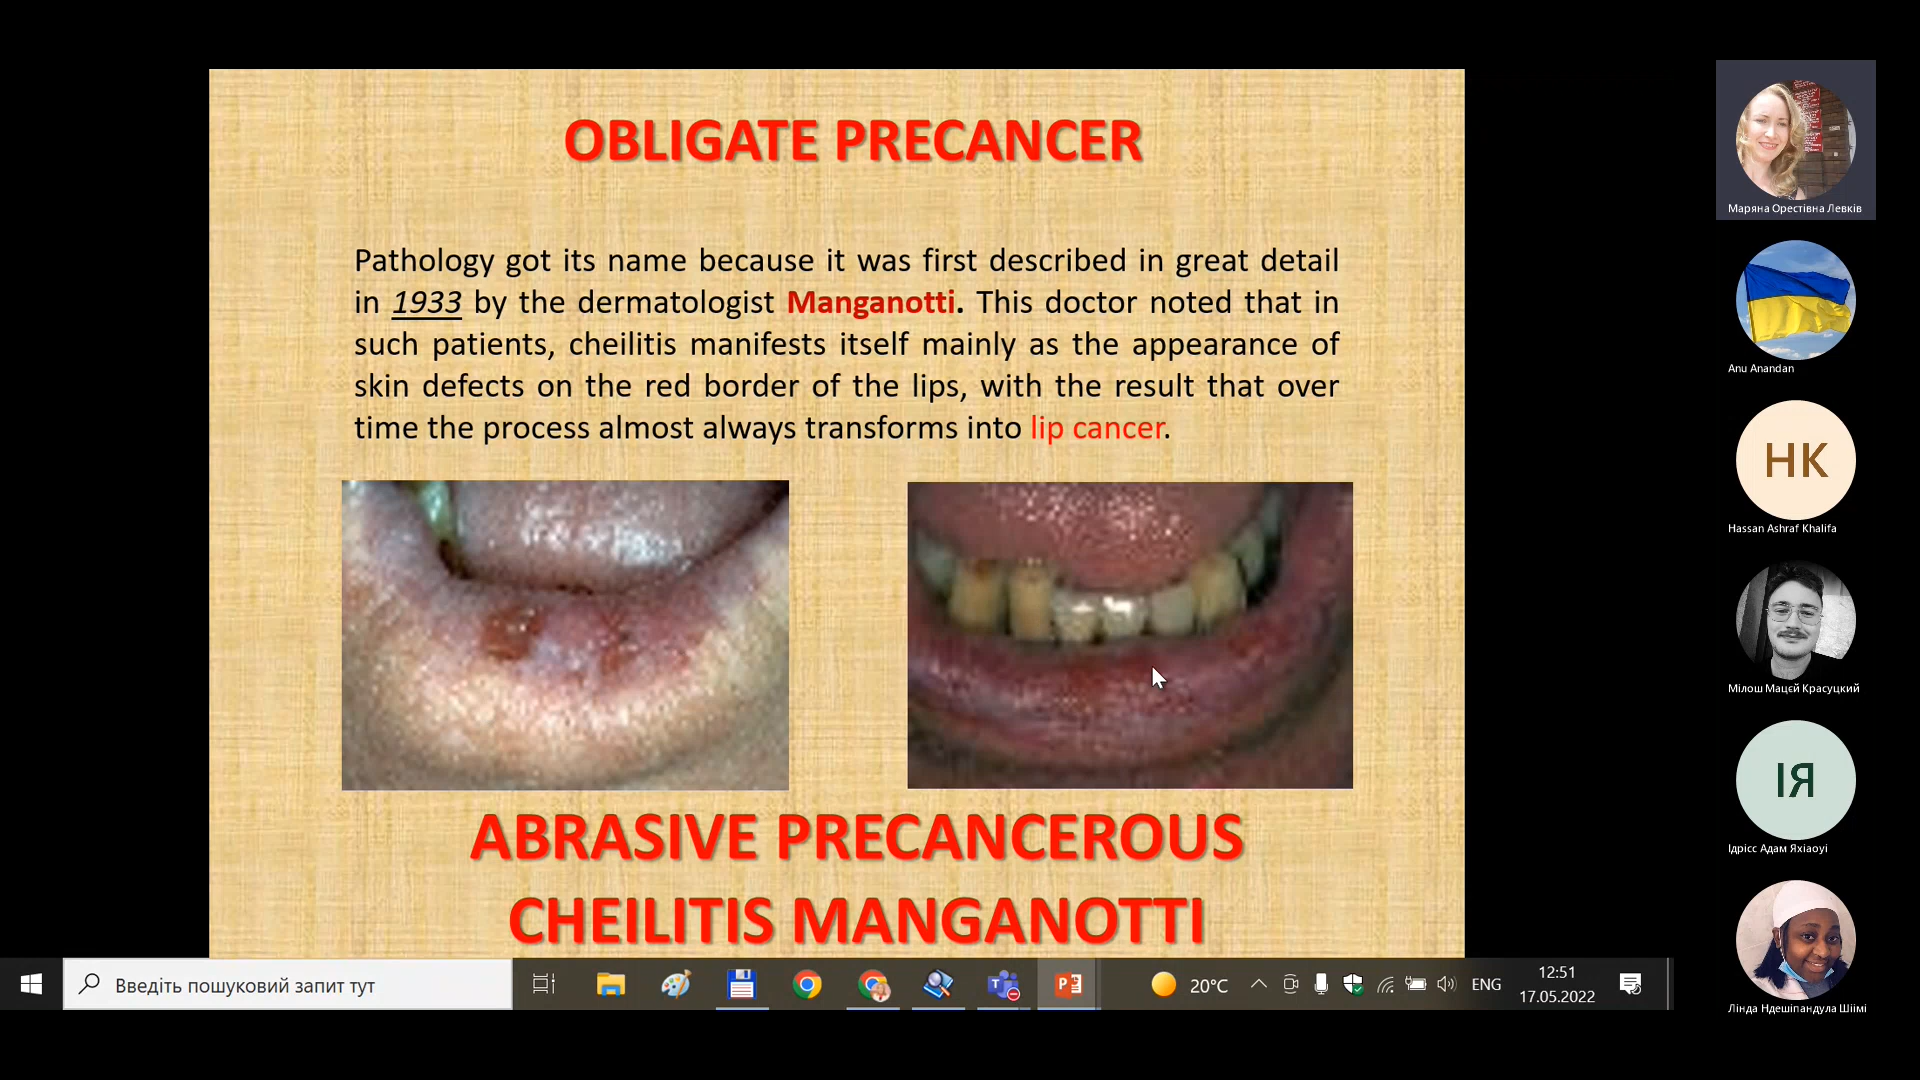 OBLIGATE PRECANCER
Pathology got its name because it was first described in great detail
in 1933 by the dermatologist Manganotti. This doctor noted that in
such patients, cheilitis manifests itself mainly as the appearance of
skin defects on the red border of the lips, with the result that over
time the process almost always transforms into lip cancer.
ABRASIVE PRECANCEROUS
CHEILITIS MANGANOTTI
Введіть пошуковий запит тут
20°C
ENG
12:51
17.05.2022
Маряна Орестівна Левків
Anu Anandan
HK
Hassan Ashraf Khalifa
Мілош Мацєй Красуцкий
ІЯ
Ідрісс Адам Яхіаоуі
Лінда Ндешіпандула Шіімі